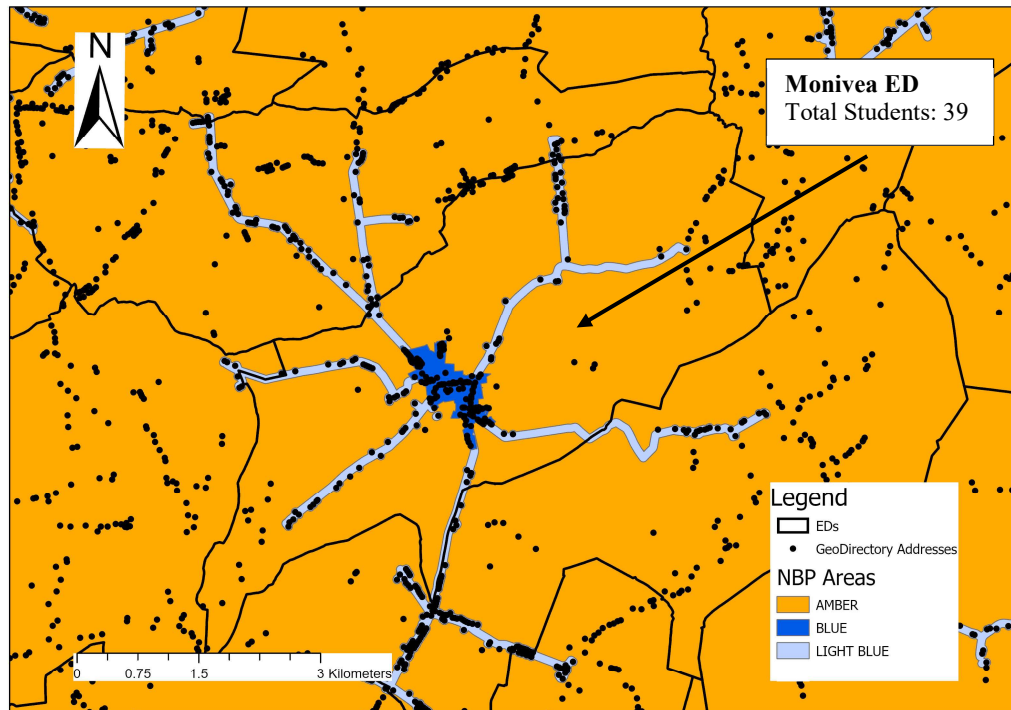 N
Monivea ED
Total Students: 39
Legend
EDs
GeoDirectory Addresses
NBP Areas
AMBER
BLUE
LIGHT BLUE
0 0.75 1.5 3 Kilometers